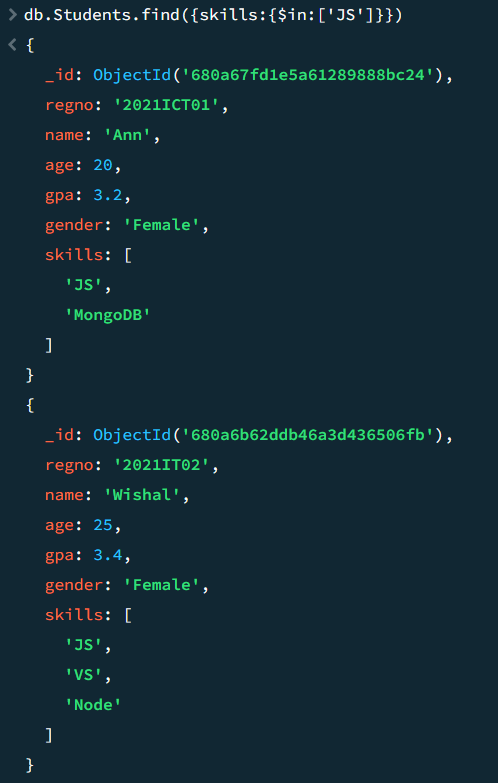 > db.Students.find({skills:{$in:['JS']}})
< {
_id: ObjectId('680a67fd1e5a61289888bc24'),
regno: '2021ICT01',
name: 'Ann',
age: 20,
gpa: 3.2,
gender: 'Female',
skills: [
'JS',
'MongoDB'
]
}
{
_id: ObjectId('680a6b62ddb46a3d436506fb'),
regno: '2021IT02',
name: 'Wishal',
age: 25,
gpa: 3.4,
gender: 'Female',
skills: [
'JS',
'VS',
'Node'
]
}